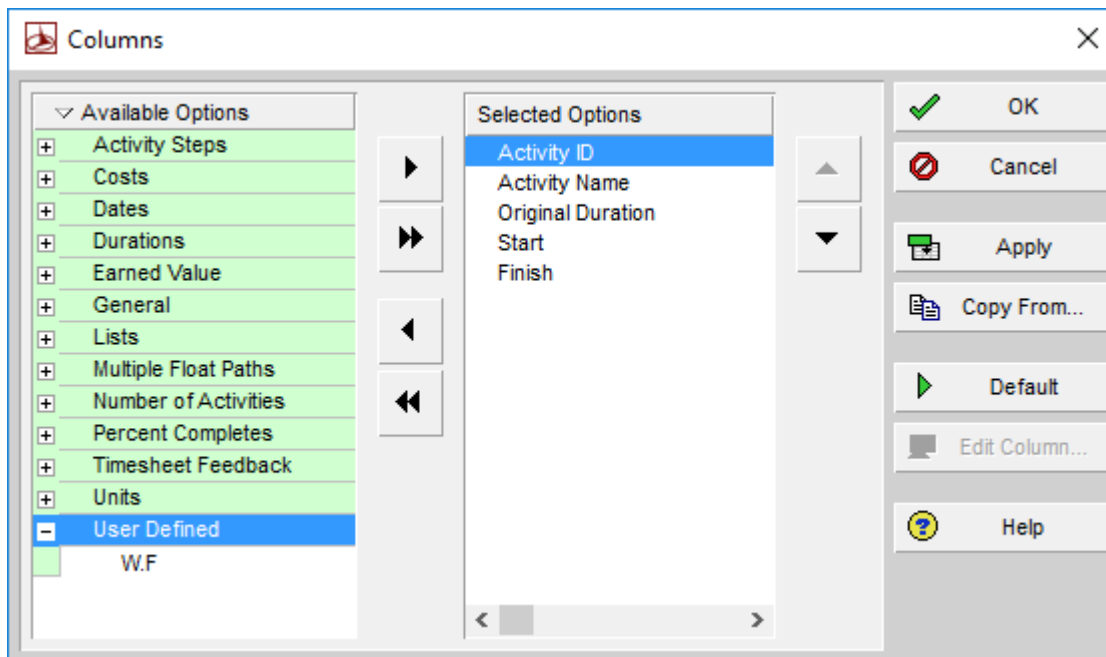 Columns
Available Options
Activity Steps
Costs
Dates
Durations
Earned Value
General
Lists
Multiple Float Paths
Number of Activities
Percent Completes
Timesheet Feedback
Units
User Defined
W.F
Selected Options
Activity ID
Activity Name
Original Duration
Start
Finish
OK
Cancel
Apply
Copy From...
Default
Edit Column...
Help